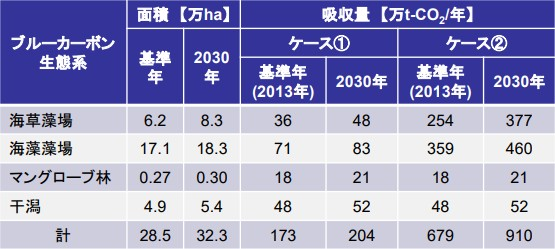 ブルーカーボン生態系 面積 【万ha】 吸収量 【万t-CO2/年】
ケース① ケース②
基準年 2030年 基準年(2013年) 2030年 基準年(2013年) 2030年
海草藻場 6.2 8.3 36 48 254 377
海藻藻場 17.1 18.3 71 83 359 460
マングローブ林 0.27 0.30 18 21 18 21
干潟 4.9 5.4 48 52 48 52
計 28.5 32.3 173 204 679 910